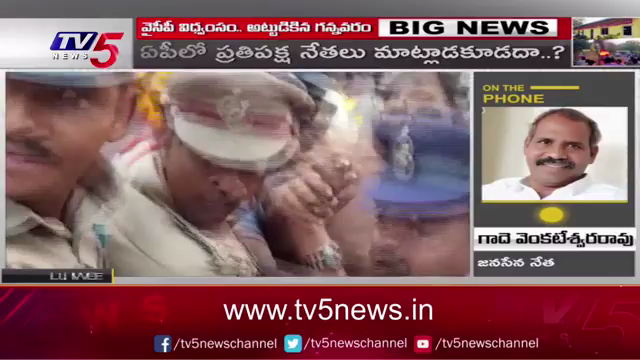 వైసీపీ విధ్వంసం.. అట్టుడికిన గన్నవరం
BIG NEWS
TV5
NEWS
ఏపీలో ప్రతిపక్ష నేతలు మాట్లాడకూడదా..?
ON THE
PHONE
గాదె వెంకటేశ్వరరావు
జనసేన నేత
www.tv5news.in
/tv5newschannel
/tv5newschannel
/tv5newschannel